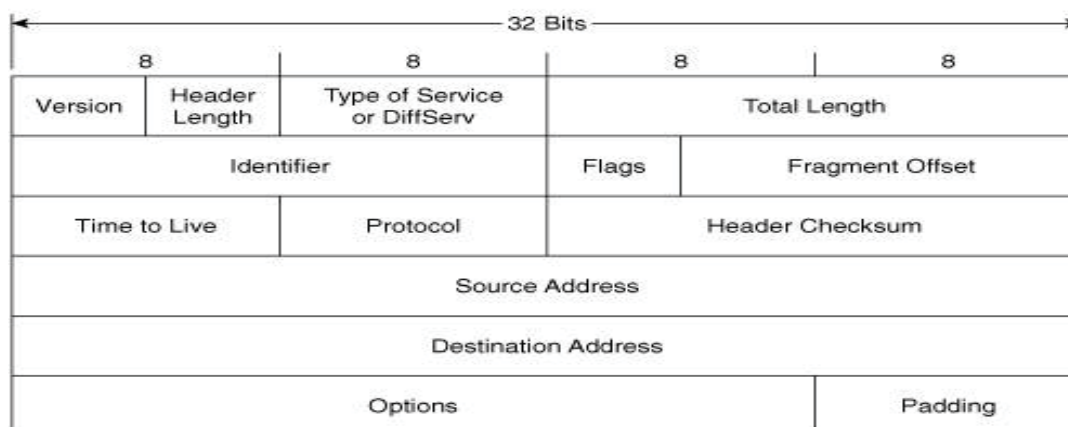 32 Bits
8 8 8 8
Version Header Length Type of Service or DiffServ Total Length
Identifier Flags Fragment Offset
Time to Live Protocol Header Checksum
Source Address
Destination Address
Options Padding